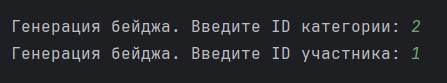 Генерация бейджа. Введите ID категории: 2
Генерация бейджа. Введите ID участника: 1